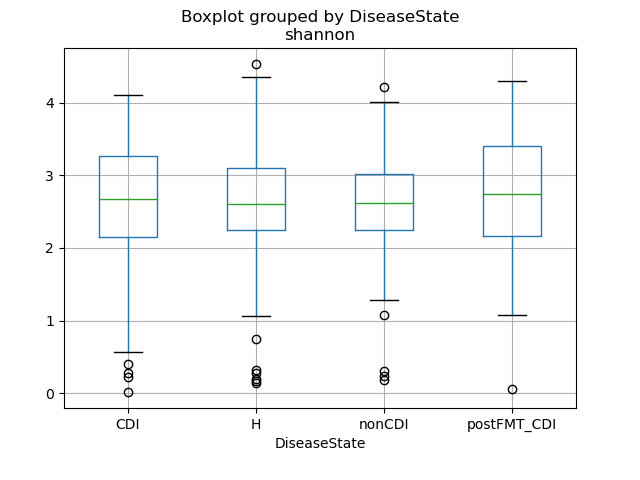 Boxplot grouped by DiseaseState
shannon
4
3
2
1
0
CDI
H
nonCDI
postFMT_CDI
DiseaseState